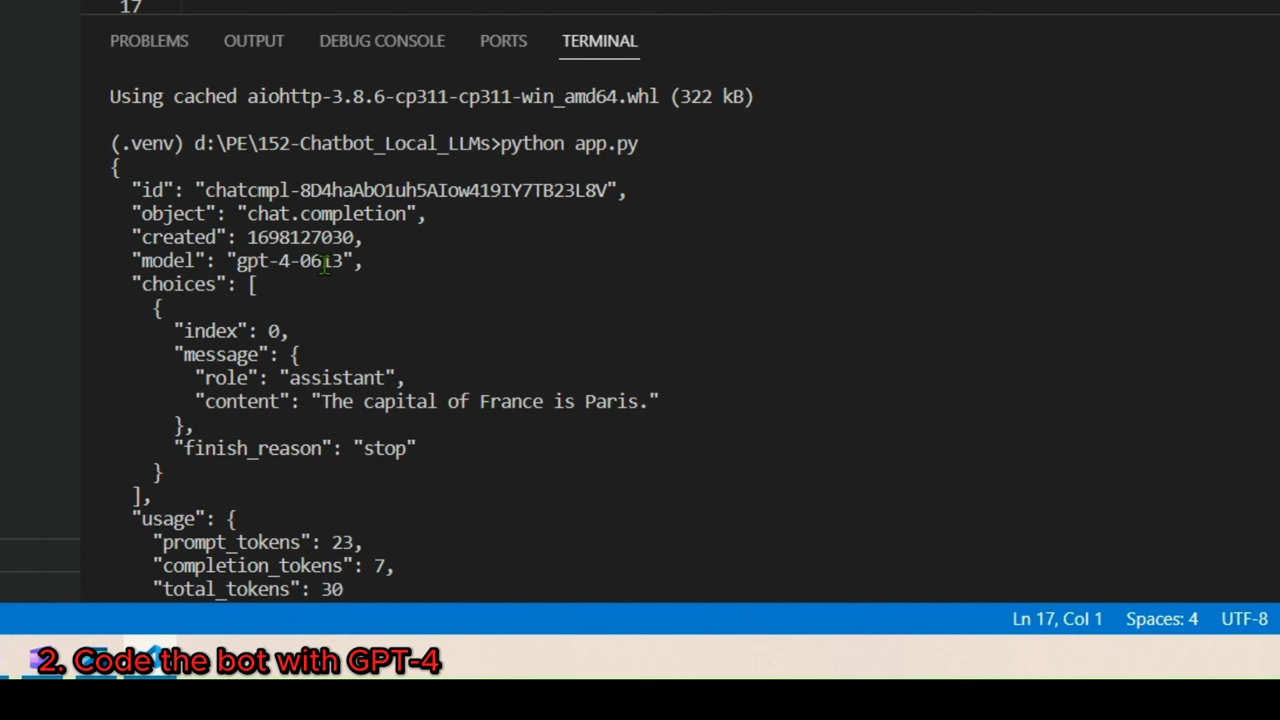 17
PROBLEMS OUTPUT DEBUG CONSOLE PORTS TERMINAL
Using cached aiohttp-3.8.6-cp311-cp311-win_amd64.whl (322 kB)
(.venv) d:\PE\152-Chatbot_Local_LLMs>python app.py
{
"id": "chatcmpl-8D4haAbO1uh5AIow419IY7TB23L8V",
"object": "chat.completion",
"created": 1698127030,
"model": "gpt-4-0613",
"choices": [
{
"index": 0,
"message": {
"role": "assistant",
"content": "The capital of France is Paris."
},
"finish_reason": "stop"
}
],
"usage": {
"prompt_tokens": 23,
"completion_tokens": 7,
"total_tokens": 30
Ln 17, Col 1 Spaces: 4 UTF-8
2. Code the bot with GPT-4